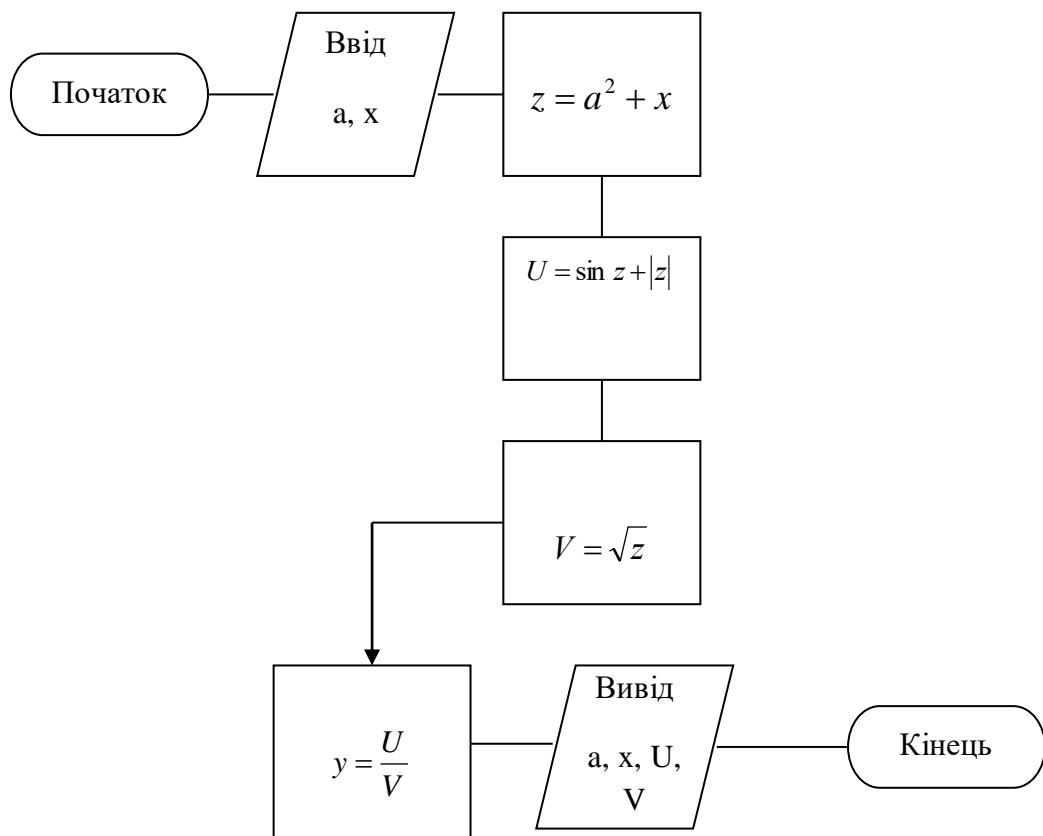 Початок
Ввід
a, x
z = a² + x
U = sin z + |z|
V = √z
y = U/V
Вивід
a, x, U,
V
Кінець